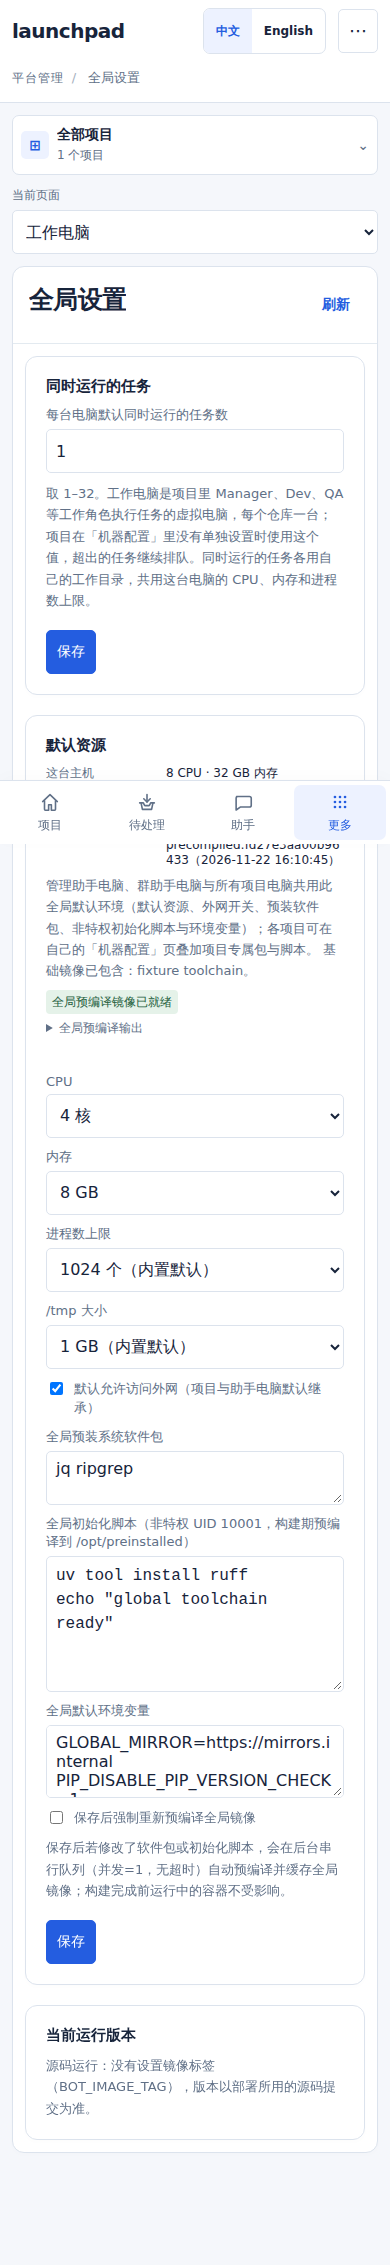 launchpad
中文
English
平台管理 / 全局设置
全部项目
1 个项目
当前页面
工作电脑
全局设置
刷新
同时运行的任务
每台电脑默认同时运行的任务数
1
取 1–32。工作电脑是项目里 Manager、Dev、QA
等工作角色执行任务的虚拟电脑，每个仓库一台；
项目在「机器配置」里没有单独设置时使用这个
值，超出的任务继续排队。同时运行的任务各用自
己的工作目录，共用这台电脑的 CPU、内存和进程
数上限。
保存
默认资源
这台主机
8 CPU · 32 GB 内存
项目
待处理
助手
更多
precompiled:fd27e3aa00b96
433（2026-11-22 16:10:45）
管理助手电脑、群助手电脑与所有项目电脑共用此
全局默认环境（默认资源、外网开关、预装软件
包、非特权初始化脚本与环境变量）；各项目可在
自己的「机器配置」页叠加项目专属包与脚本。 基
础镜像已包含：fixture toolchain。
全局预编译镜像已就绪
全局预编译输出
CPU
4 核
内存
8 GB
进程数上限
1024 个（内置默认）
/tmp 大小
1 GB（内置默认）
默认允许访问外网（项目与助手电脑默认继
承）
全局预装系统软件包
jq ripgrep
全局初始化脚本（非特权 UID 10001，构建期预编
译到 /opt/preinstalled）
uv tool install ruff
echo "global toolchain
ready"
全局默认环境变量
GLOBAL_MIRROR=https://mirrors.i
nternal
PIP_DISABLE_PIP_VERSION_CHECK
保存后强制重新预编译全局镜像
保存后若修改了软件包或初始化脚本，会在后台串
行队列（并发=1，无超时）自动预编译并缓存全局
镜像；构建完成前运行中的容器不受影响。
保存
当前运行版本
源码运行：没有设置镜像标签
（BOT_IMAGE_TAG），版本以部署所用的源码提
交为准。